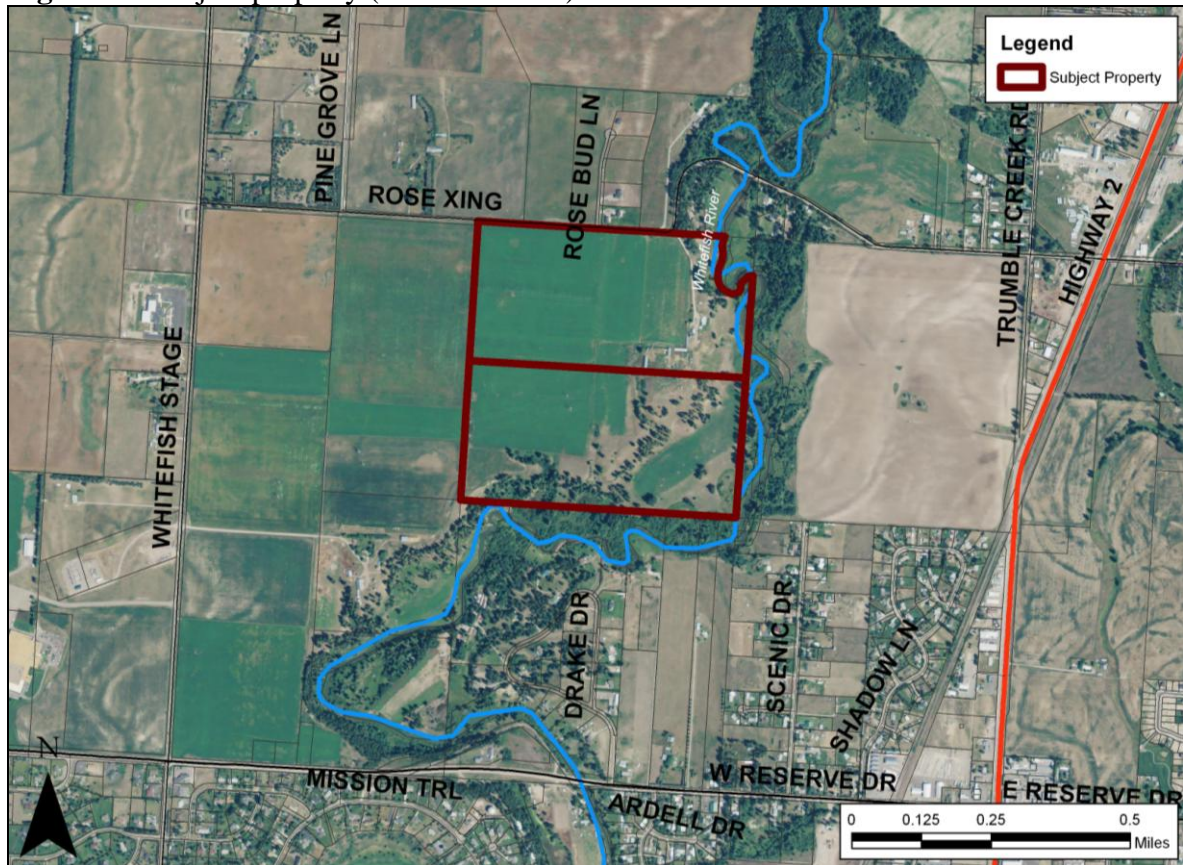 property (
Legend
Subject Property
PINE GROVE LN
ROSE BUD LN
TRUMBLE CREEK RD
HIGHWAY 2
ROSE XING
Whitefish River
WHITEFISH STAGE
DRAKE DR
SCENIC DR
SHADOW LN
N
MISSION TRL
W RESERVE DR
E RESERVE DR
ARDELL DR
0 0.125 0.25 0.5
Miles